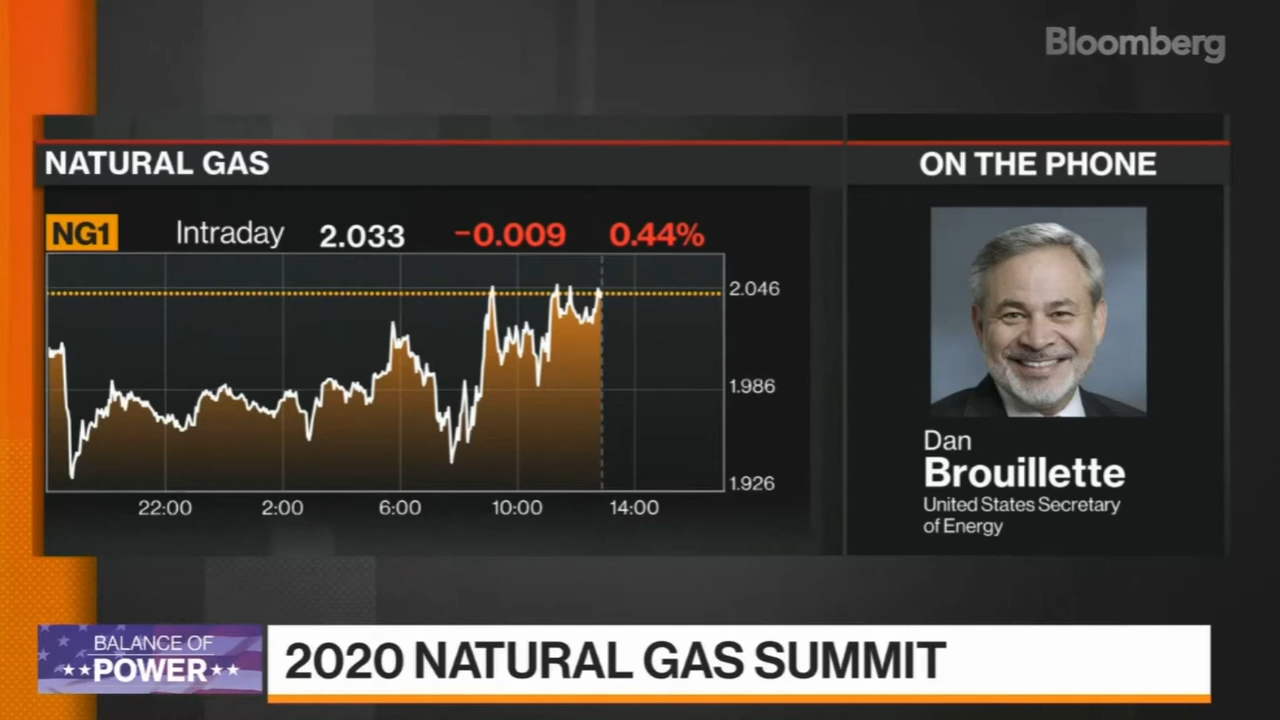 Bloomberg
NATURAL GAS
ON THE PHONE
NG1 Intraday 2.033 -0.009 0.44%
2.046
1.986
1.926
22:00 2:00 6:00 10:00 14:00
Dan
Brouillette
United States Secretary
of Energy
BALANCE OF
POWER
2020 NATURAL GAS SUMMIT